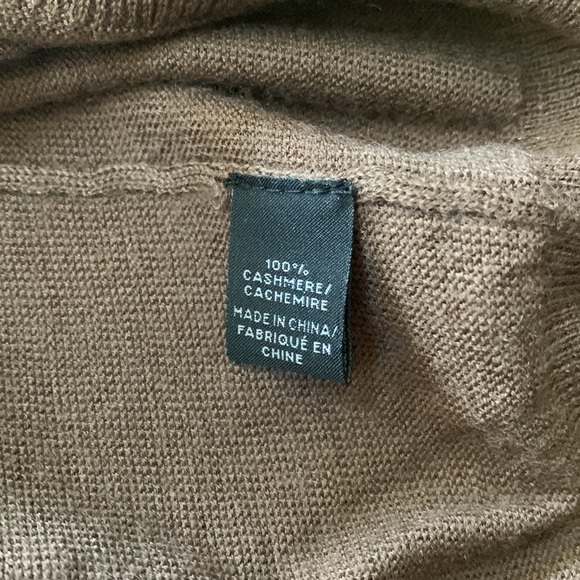 100%
CASHMERE/
CACHEMIRE
MADE IN CHINA/
FABRIQUÉ EN
CHINE